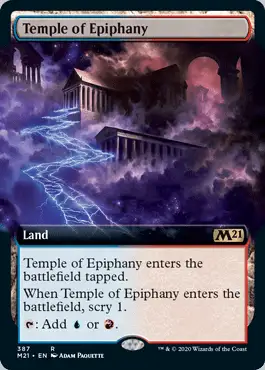 Temple of Epiphany
Land
M21
Temple of Epiphany enters the
battlefield tapped.
When Temple of Epiphany enters the
battlefield, scry 1.
: Add or .
387 R
M21 • EN ADAM PAQUETTE
™ & © 2020 Wizards of the Coast